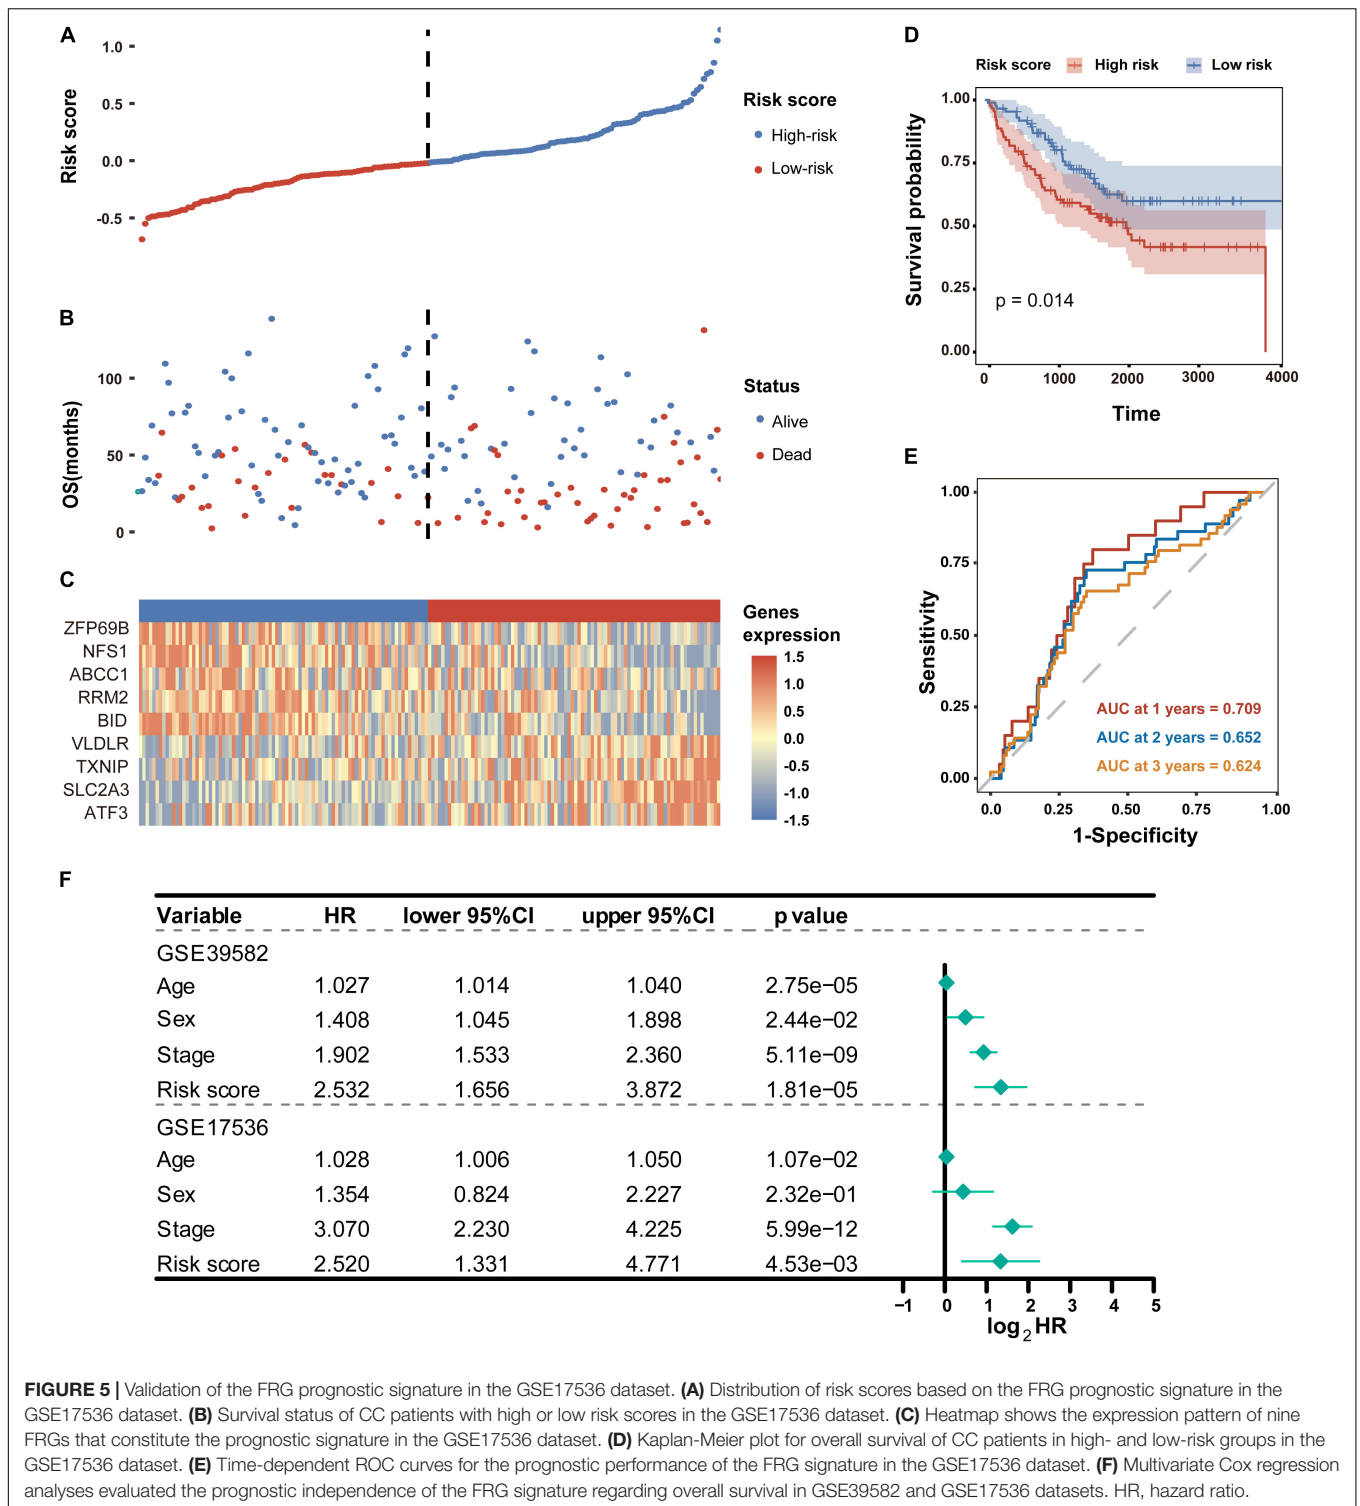 A
1.0
0.5
0.0
-0.5
Risk score
Risk score
High-risk
Low-risk
B
100
50
0
OS(months)
Status
Alive
Dead
C
ZFP69B
NFS1
ABCC1
RRM2
BID
VLDLR
TXNIP
SLC2A3
ATF3
Genes
expression
1.5
1.0
0.5
0.0
-0.5
-1.0
-1.5
D
Risk score High risk Low risk
1.00
0.75
0.50
0.25
0.00
Survival probability
p = 0.014
0 1000 2000 3000 4000
Time
E
1.00
0.75
0.50
0.25
0.00
Sensitivity
AUC at 1 years = 0.709
AUC at 2 years = 0.652
AUC at 3 years = 0.624
0.0 0.25 0.50 0.75 1.00
1-Specificity
F
Variable HR lower 95%CI upper 95%CI p value
GSE39582
Age 1.027 1.014 1.040 2.75e−05
Sex 1.408 1.045 1.898 2.44e−02
Stage 1.902 1.533 2.360 5.11e−09
Risk score 2.532 1.656 3.872 1.81e−05
GSE17536
Age 1.028 1.006 1.050 1.07e−02
Sex 1.354 0.824 2.227 2.32e−01
Stage 3.070 2.230 4.225 5.99e−12
Risk score 2.520 1.331 4.771 4.53e−03
−1 0 1 2 3 4 5
log2HR
FIGURE 5 | Validation of the FRG prognostic signature in the GSE17536 dataset. (A) Distribution of risk scores based on the FRG prognostic signature in the
GSE17536 dataset. (B) Survival status of CC patients with high or low risk scores in the GSE17536 dataset. (C) Heatmap shows the expression pattern of nine
FRGs that constitute the prognostic signature in the GSE17536 dataset. (D) Kaplan-Meier plot for overall survival of CC patients in high- and low-risk groups in the
GSE17536 dataset. (E) Time-dependent ROC curves for the prognostic performance of the FRG signature in the GSE17536 dataset. (F) Multivariate Cox regression
analyses evaluated the prognostic independence of the FRG signature regarding overall survival in GSE39582 and GSE17536 datasets. HR, hazard ratio.